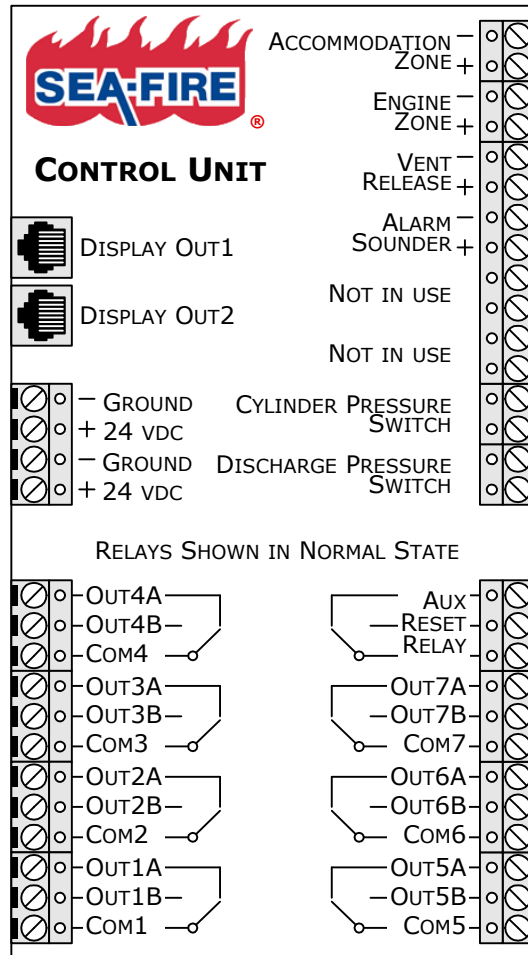 SEA-FIRE
®
CONTROL UNIT
DISPLAY OUT1
DISPLAY OUT2
− GROUND
+ 24 VDC
− GROUND
+ 24 VDC
ACCOMMODATION −
ZONE +
ENGINE −
ZONE +
VENT −
RELEASE +
ALARM −
SOUNDER +
NOT IN USE
NOT IN USE
CYLINDER PRESSURE
SWITCH
DISCHARGE PRESSURE
SWITCH
RELAYS SHOWN IN NORMAL STATE
OUT4A
OUT4B
COM4
OUT3A
OUT3B
COM3
OUT2A
OUT2B
COM2
OUT1A
OUT1B
COM1
AUX
RESET
RELAY
OUT7A
OUT7B
COM7
OUT6A
OUT6B
COM6
OUT5A
OUT5B
COM5